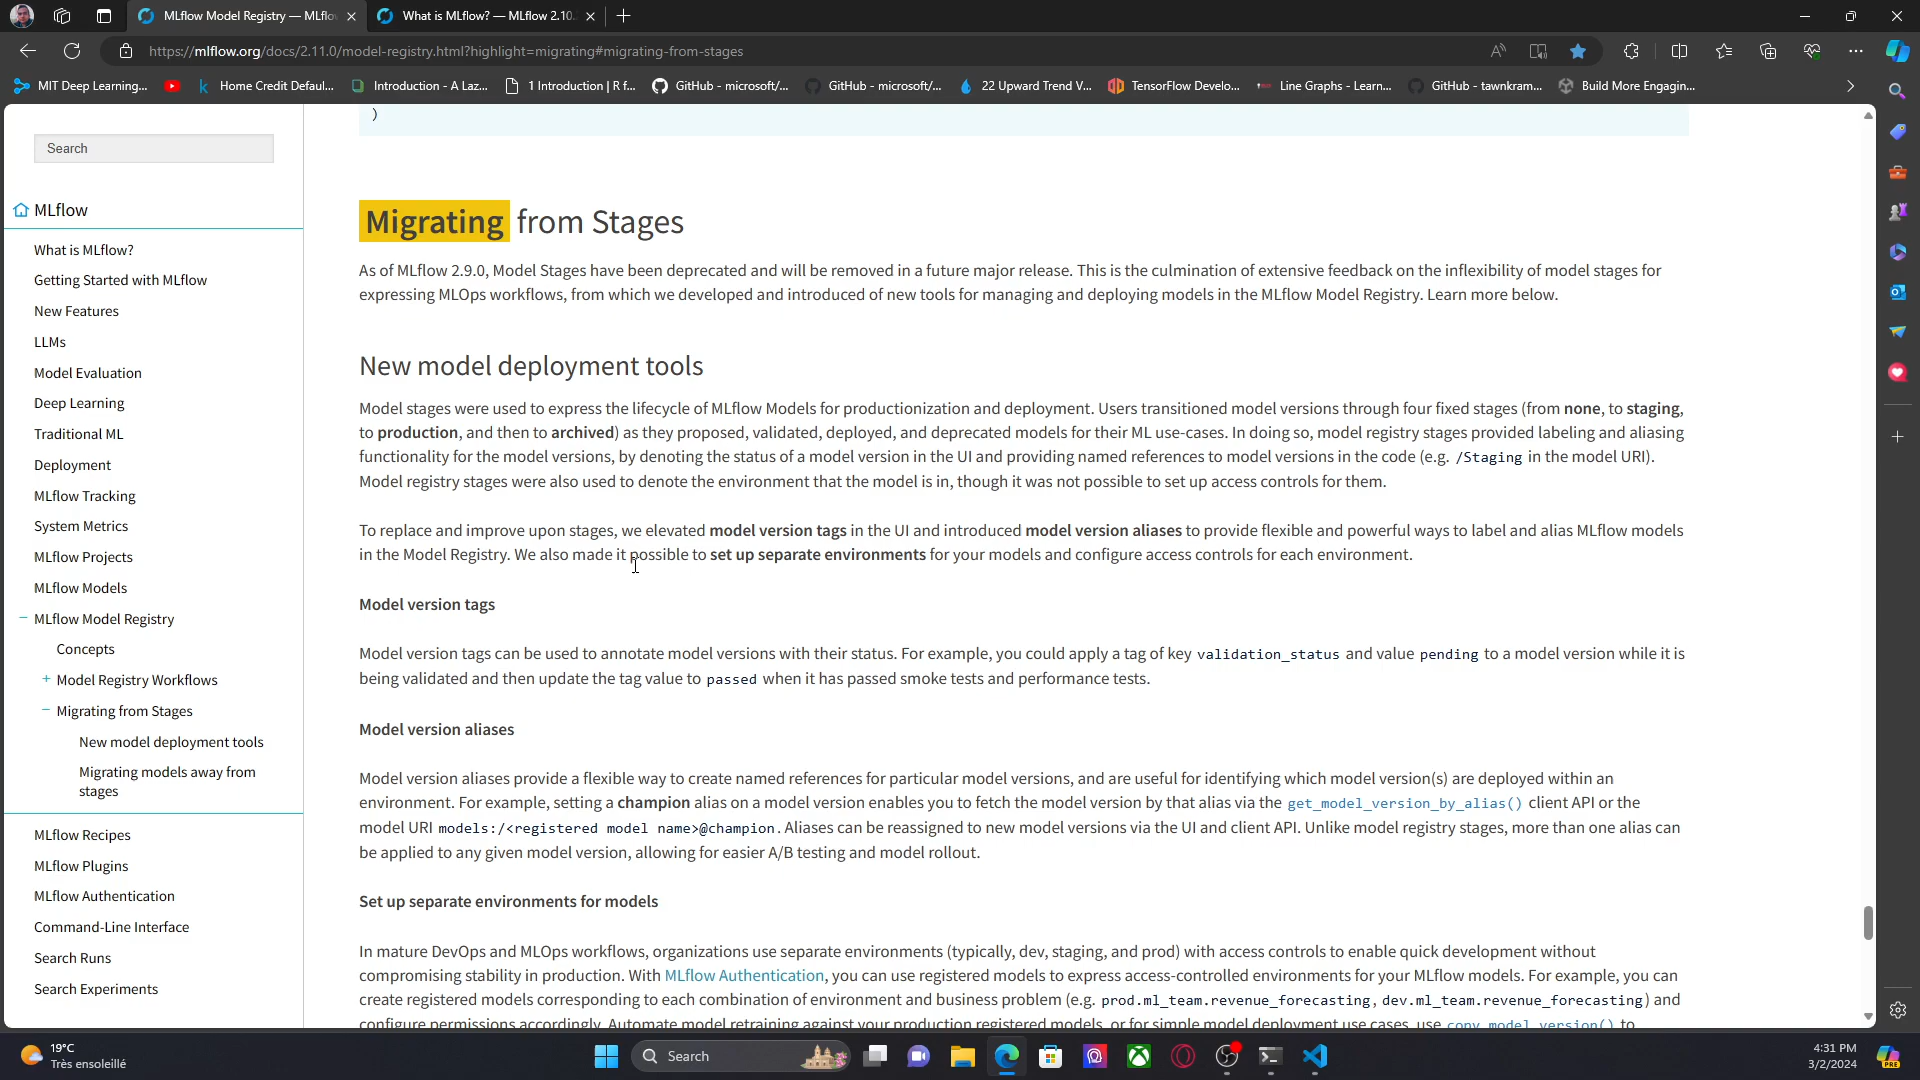 MLflow Model Registry — MLflo
What is MLflow? — MLflow 2.10.
https://mlflow.org/docs/2.11.0/model-registry.html?highlight=migrating#migrating-from-stages
MIT Deep Learning...
Home Credit Defaul...
Introduction - A Laz...
1 Introduction | R f...
GitHub - microsoft/...
GitHub - microsoft/...
22 Upward Trend V...
TensorFlow Develo...
Line Graphs - Learn...
GitHub - tawnkram...
Build More Engagin...
Search
MLflow
What is MLflow?
Getting Started with MLflow
New Features
LLMs
Model Evaluation
Deep Learning
Traditional ML
Deployment
MLflow Tracking
System Metrics
MLflow Projects
MLflow Models
MLflow Model Registry
Concepts
Model Registry Workflows
Migrating from Stages
New model deployment tools
Migrating models away from
stages
MLflow Recipes
MLflow Plugins
MLflow Authentication
Command-Line Interface
Search Runs
Search Experiments
)
Migrating from Stages
As of MLflow 2.9.0, Model Stages have been deprecated and will be removed in a future major release. This is the culmination of extensive feedback on the inflexibility of model stages for
expressing MLOps workflows, from which we developed and introduced of new tools for managing and deploying models in the MLflow Model Registry. Learn more below.
New model deployment tools
Model stages were used to express the lifecycle of MLflow Models for productionization and deployment. Users transitioned model versions through four fixed stages (from none, to staging,
to production, and then to archived) as they proposed, validated, deployed, and deprecated models for their ML use-cases. In doing so, model registry stages provided labeling and aliasing
functionality for the model versions, by denoting the status of a model version in the UI and providing named references to model versions in the code (e.g. /Staging in the model URI).
Model registry stages were also used to denote the environment that the model is in, though it was not possible to set up access controls for them.
To replace and improve upon stages, we elevated model version tags in the UI and introduced model version aliases to provide flexible and powerful ways to label and alias MLflow models
in the Model Registry. We also made it possible to set up separate environments for your models and configure access controls for each environment.
Model version tags
Model version tags can be used to annotate model versions with their status. For example, you could apply a tag of key validation_status and value pending to a model version while it is
being validated and then update the tag value to passed when it has passed smoke tests and performance tests.
Model version aliases
Model version aliases provide a flexible way to create named references for particular model versions, and are useful for identifying which model version(s) are deployed within an
environment. For example, setting a champion alias on a model version enables you to fetch the model version by that alias via the get_model_version_by_alias() client API or the
model URI models:/<registered model name>@champion. Aliases can be reassigned to new model versions via the UI and client API. Unlike model registry stages, more than one alias can
be applied to any given model version, allowing for easier A/B testing and model rollout.
Set up separate environments for models
In mature DevOps and MLOps workflows, organizations use separate environments (typically, dev, staging, and prod) with access controls to enable quick development without
compromising stability in production. With MLflow Authentication, you can use registered models to express access-controlled environments for your MLflow models. For example, you can
create registered models corresponding to each combination of environment and business problem (e.g. prod.ml_team.revenue_forecasting, dev.ml_team.revenue_forecasting) and
configure permissions accordingly. Automate model retraining against your production registered models, or for simple model deployment use cases, use copy_model_version() to
19°C
Très ensoleillé
Search
4:31 PM
3/2/2024